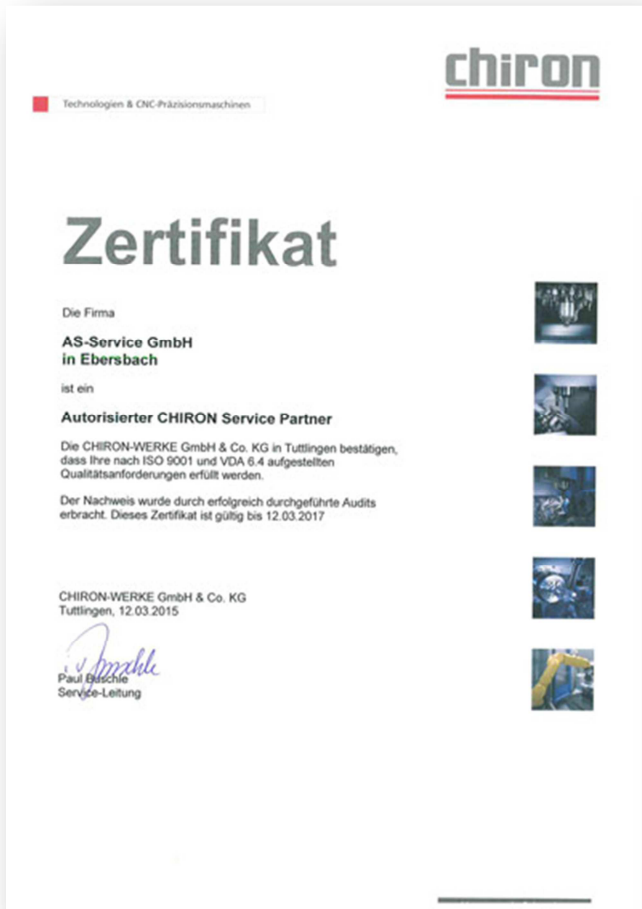 chiron
Technologien & CNC-Präzisionsmaschinen
Zertifikat
Die Firma
AS-Service GmbH
in Ebersbach
ist ein
Autorisierter CHIRON Service Partner
Die CHIRON-WERKE GmbH & Co. KG in Tuttlingen bestätigen,
dass Ihre nach ISO 9001 und VDA 6.4 aufgestellten
Qualitätsanforderungen erfüllt werden.
Der Nachweis wurde durch erfolgreich durchgeführte Audits
erbracht. Dieses Zertifikat ist gültig bis 12.03.2017
CHIRON-WERKE GmbH & Co. KG
Tuttlingen, 12.03.2015
Paul Buschle
Service-Leitung